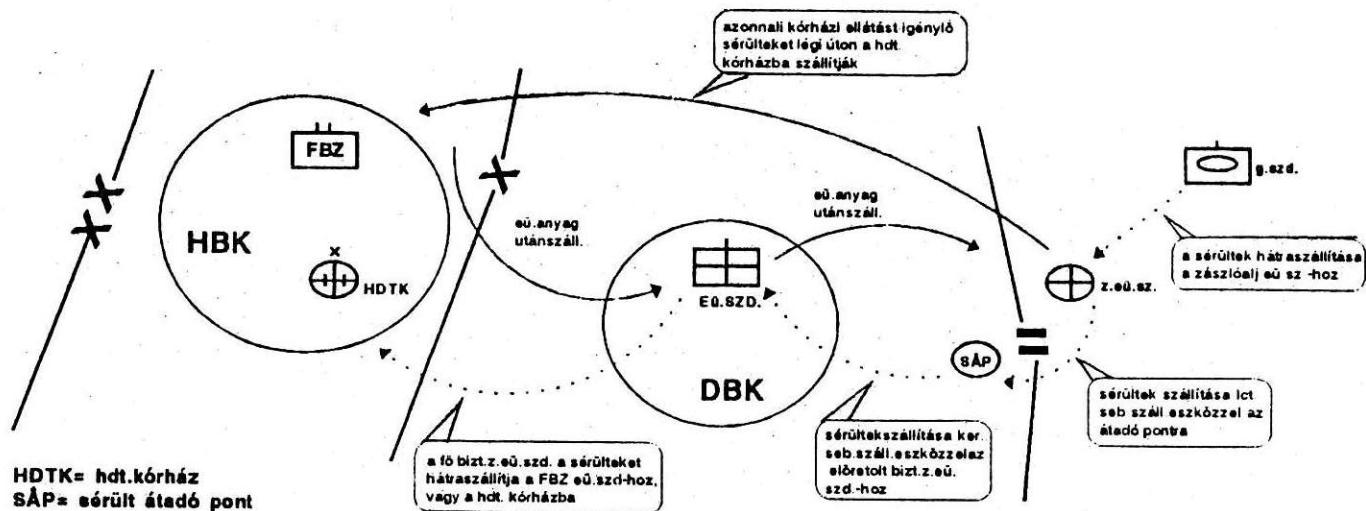 azonnali kórházi ellátást igénylő
sérülteket légi úton a hdt.
kórházba szállítják
FBZ
g.szd.
HBK
eü.anyag
utánszáll.
eü.anyag
utánszáll.
a sérültek hátraszállítása
a zászlóalj eü sz -hoz
x
HDTK
EÜ.SZD.
z.eü.sz.
SÅP
DBK
sérültek szállítása lct
seb száll eszközzel az
átadó pontra
a fő bizt.z.eü.szd. a sérülteket
hátraszállítja a FBZ eü.szd-hoz,
vagy a hdt. kórházba
sérültekszállítása ker.
seb.száll.eszközzelaz
előretolt bizt.z.eü.
szd.-hoz
HDTK= hdt.kórház
SÅP= sérült átadó pont